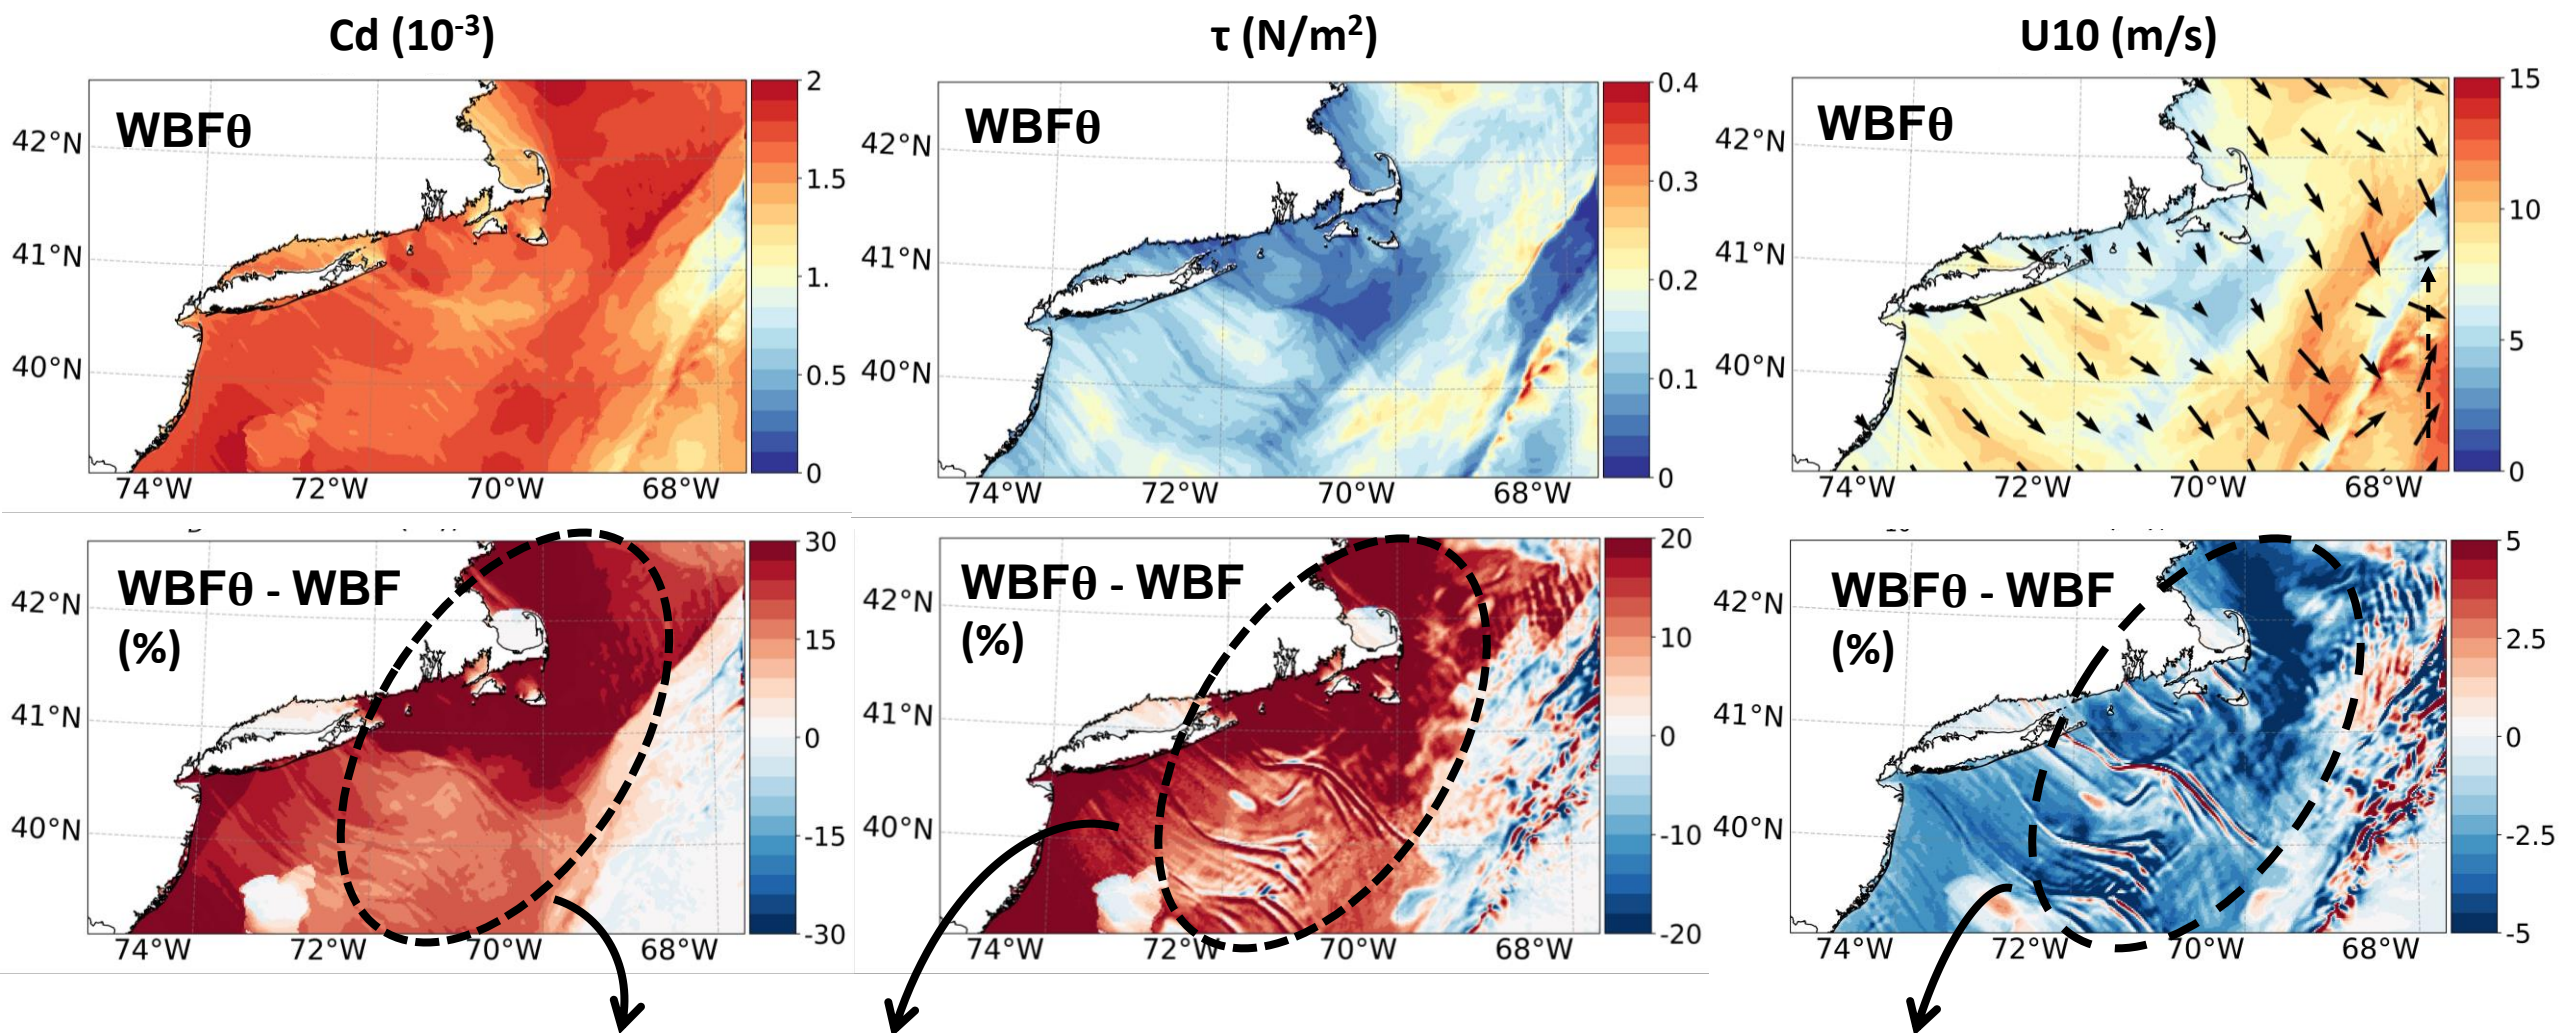 Cd (10⁻³)
τ (N/m²)
U10 (m/s)
WBFθ
42°N
41°N
40°N
74°W 72°W 70°W 68°W
2
1.5
1.
0.5
0
WBFθ
42°N
41°N
40°N
74°W 72°W 70°W 68°W
0.4
0.3
0.2
0.1
0
WBFθ
42°N
41°N
40°N
74°W 72°W 70°W 68°W
15
10
5
0
WBFθ - WBF
(%)
42°N
41°N
40°N
74°W 72°W 70°W 68°W
30
15
0
-15
-30
WBFθ - WBF
(%)
42°N
41°N
40°N
74°W 72°W 70°W 68°W
20
10
0
-10
-20
WBFθ - WBF
(%)
42°N
41°N
40°N
74°W 72°W 70°W 68°W
5
2.5
0
-2.5
-5